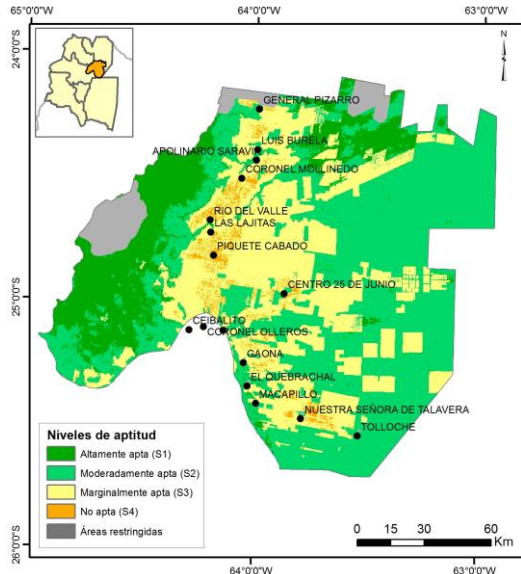 65°0'0"O 64°0'0"O 63°0'0"O
24°0'0"S
N
GENERAL PIZARRO
LUIS BURELA
APOLINARIO SARAVIA
CORONEL MOLLINEDO
RIO DEL VALLE
LAS LAJITAS
PIQUETE CABADO
25°0'0"S
CENTRO 25 DE JUNIO
CEIBALITO
CORONEL OLLEROS
GAONA
EL QUEBRACHAL
MACAPILLO
NUESTRA SEÑORA DE TALAVERA
TOLLOCHE
Niveles de aptitud
Altamente apta (S1)
Moderadamente apta (S2)
Marginalmente apta (S3)
No apta (S4)
Áreas restringidas
0 15 30 60
Km
26°0'0"S
64°0'0"O 63°0'0"O